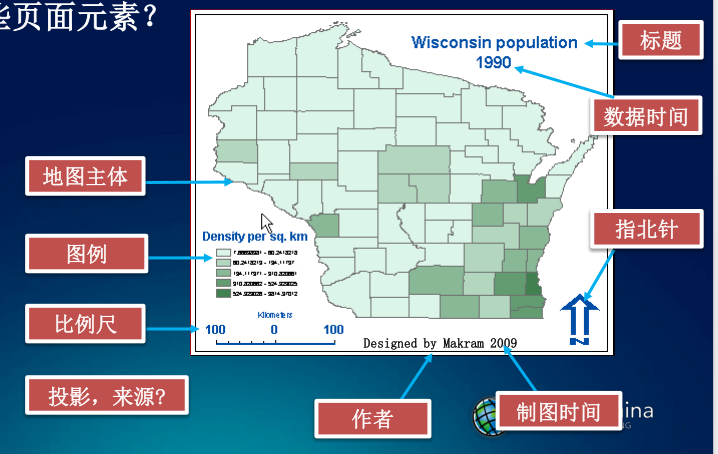 些页面元素？
Wisconsin population
1990
标题
数据时间
地图主体
指北针
图例
Density per sq. km
比例尺
Kilometers
100 0 100
N
Designed by Makram 2009
投影，来源?
作者
制图时间
ina